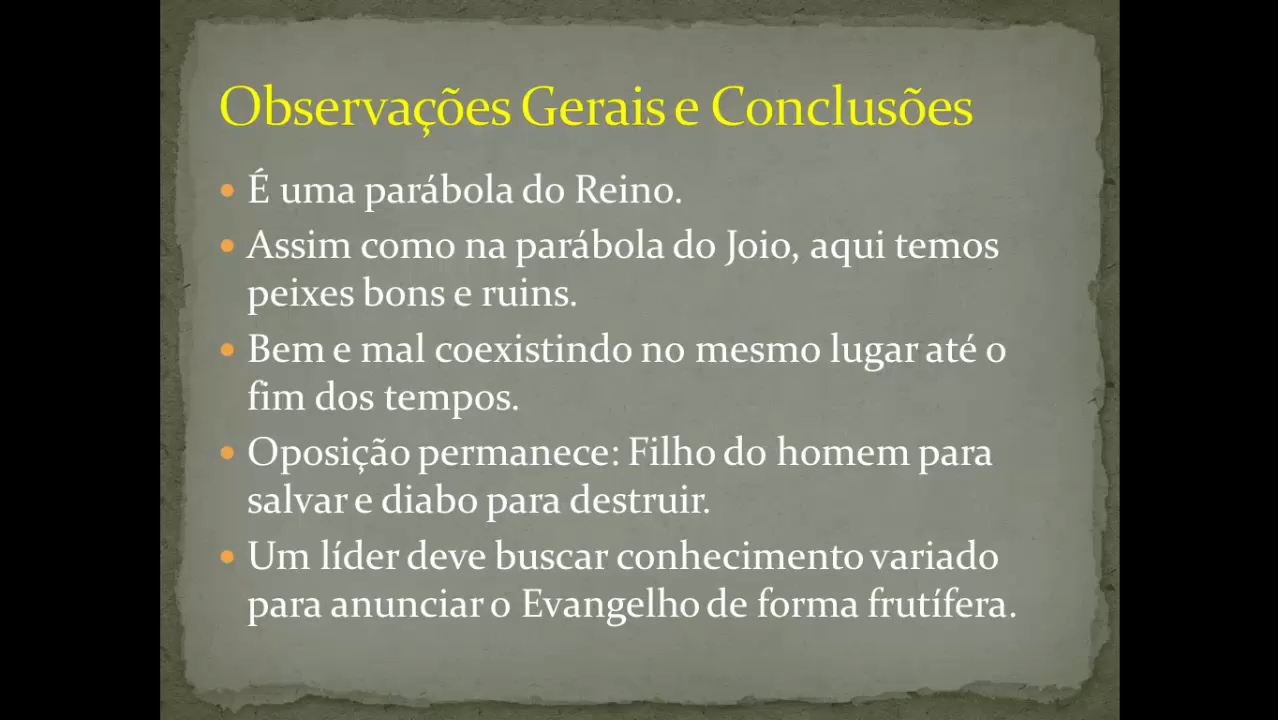 Observações Gerais e Conclusões
• É uma parábola do Reino.
• Assim como na parábola do Joio, aqui temos
peixes bons e ruins.
• Bem e mal coexistindo no mesmo lugar até o
fim dos tempos.
• Oposição permanece: Filho do homem para
salvar e diabo para destruir.
• Um líder deve buscar conhecimento variado
para anunciar o Evangelho de forma frutífera.